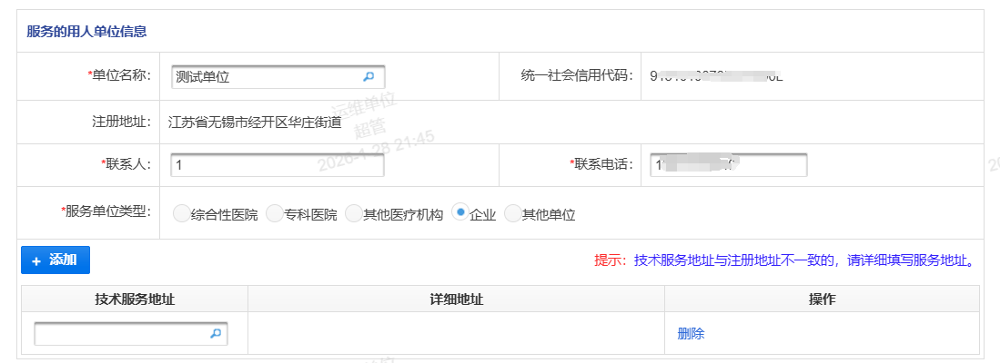 服务的用人单位信息
*单位名称： 测试单位 统一社会信用代码：
注册地址： 江苏省无锡市经开区华庄街道
*联系人： 1 *联系电话：
*服务单位类型： 综合性医院 专科医院 其他医疗机构 企业 其他单位
+ 添加 提示：技术服务地址与注册地址不一致的，请详细填写服务地址。
技术服务地址 详细地址 操作
删除
运维单位
超管
2026-1-28 21:45